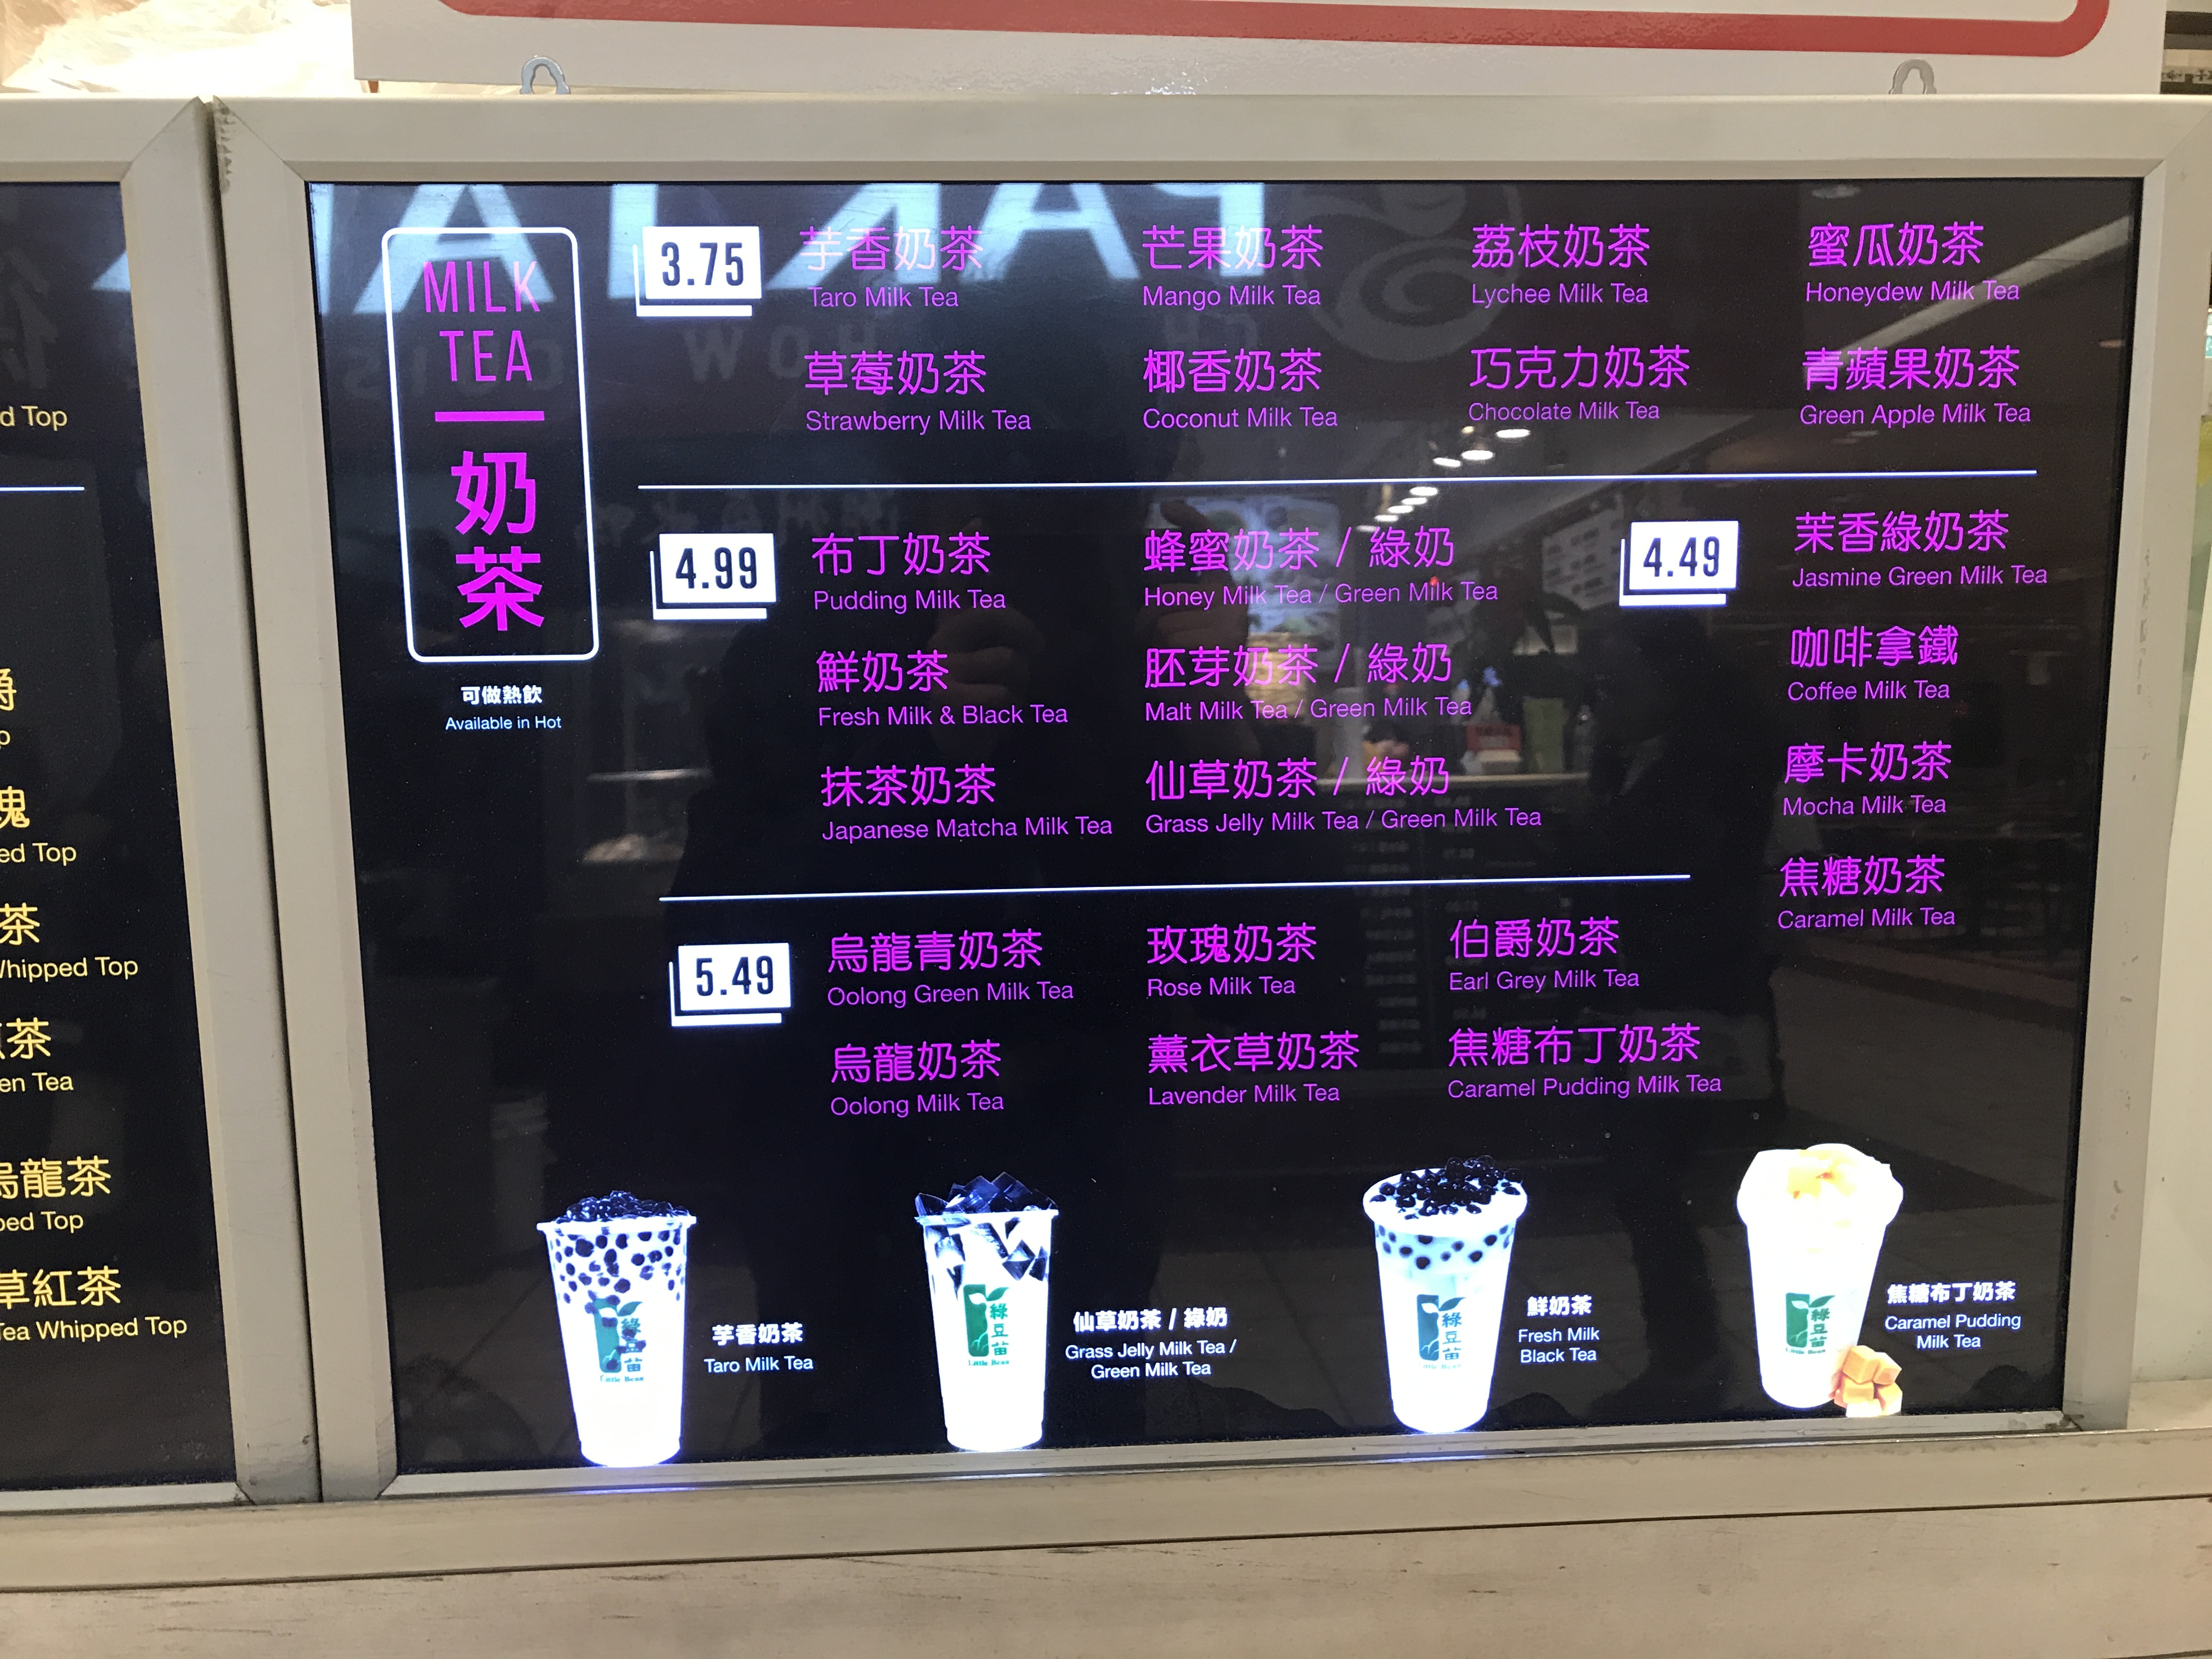 d Top
爵
p
瑰
ed Top
茶
Whipped Top
茶
en Tea
烏龍茶
ped Top
草紅茶
Tea Whipped Top
MILK
TEA
奶
茶
可做熱飲
Available in Hot
3.75
芋香奶茶
Taro Milk Tea
芒果奶茶
Mango Milk Tea
荔枝奶茶
Lychee Milk Tea
蜜瓜奶茶
Honeydew Milk Tea
草莓奶茶
Strawberry Milk Tea
椰香奶茶
Coconut Milk Tea
巧克力奶茶
Chocolate Milk Tea
青蘋果奶茶
Green Apple Milk Tea
4.99
布丁奶茶
Pudding Milk Tea
蜂蜜奶茶 / 綠奶
Honey Milk Tea / Green Milk Tea
鮮奶茶
Fresh Milk & Black Tea
胚芽奶茶 / 綠奶
Malt Milk Tea / Green Milk Tea
抹茶奶茶
Japanese Matcha Milk Tea
仙草奶茶 / 綠奶
Grass Jelly Milk Tea / Green Milk Tea
4.49
茉香綠奶茶
Jasmine Green Milk Tea
咖啡拿鐵
Coffee Milk Tea
摩卡奶茶
Mocha Milk Tea
焦糖奶茶
Caramel Milk Tea
5.49
烏龍青奶茶
Oolong Green Milk Tea
玫瑰奶茶
Rose Milk Tea
伯爵奶茶
Earl Grey Milk Tea
烏龍奶茶
Oolong Milk Tea
薰衣草奶茶
Lavender Milk Tea
焦糖布丁奶茶
Caramel Pudding Milk Tea
綠豆苗
Little Bean
芋香奶茶
Taro Milk Tea
綠豆苗
Little Bean
仙草奶茶 / 綠奶
Grass Jelly Milk Tea /
Green Milk Tea
綠豆苗
Little Bean
鮮奶茶
Fresh Milk
Black Tea
綠豆苗
Little Bean
焦糖布丁奶茶
Caramel Pudding
Milk Tea